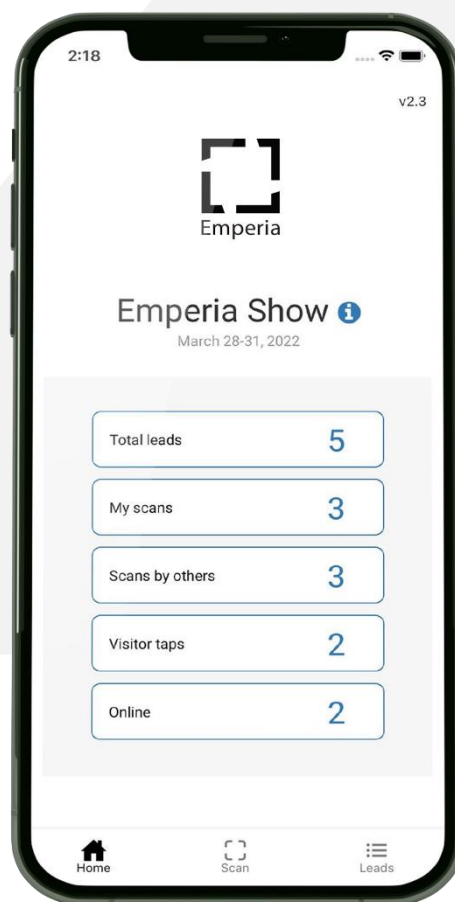 2:18
v2.3
Emperia
Emperia Show
March 28-31, 2022
Total leads 5
My scans 3
Scans by others 3
Visitor taps 2
Online 2
Home Scan Leads